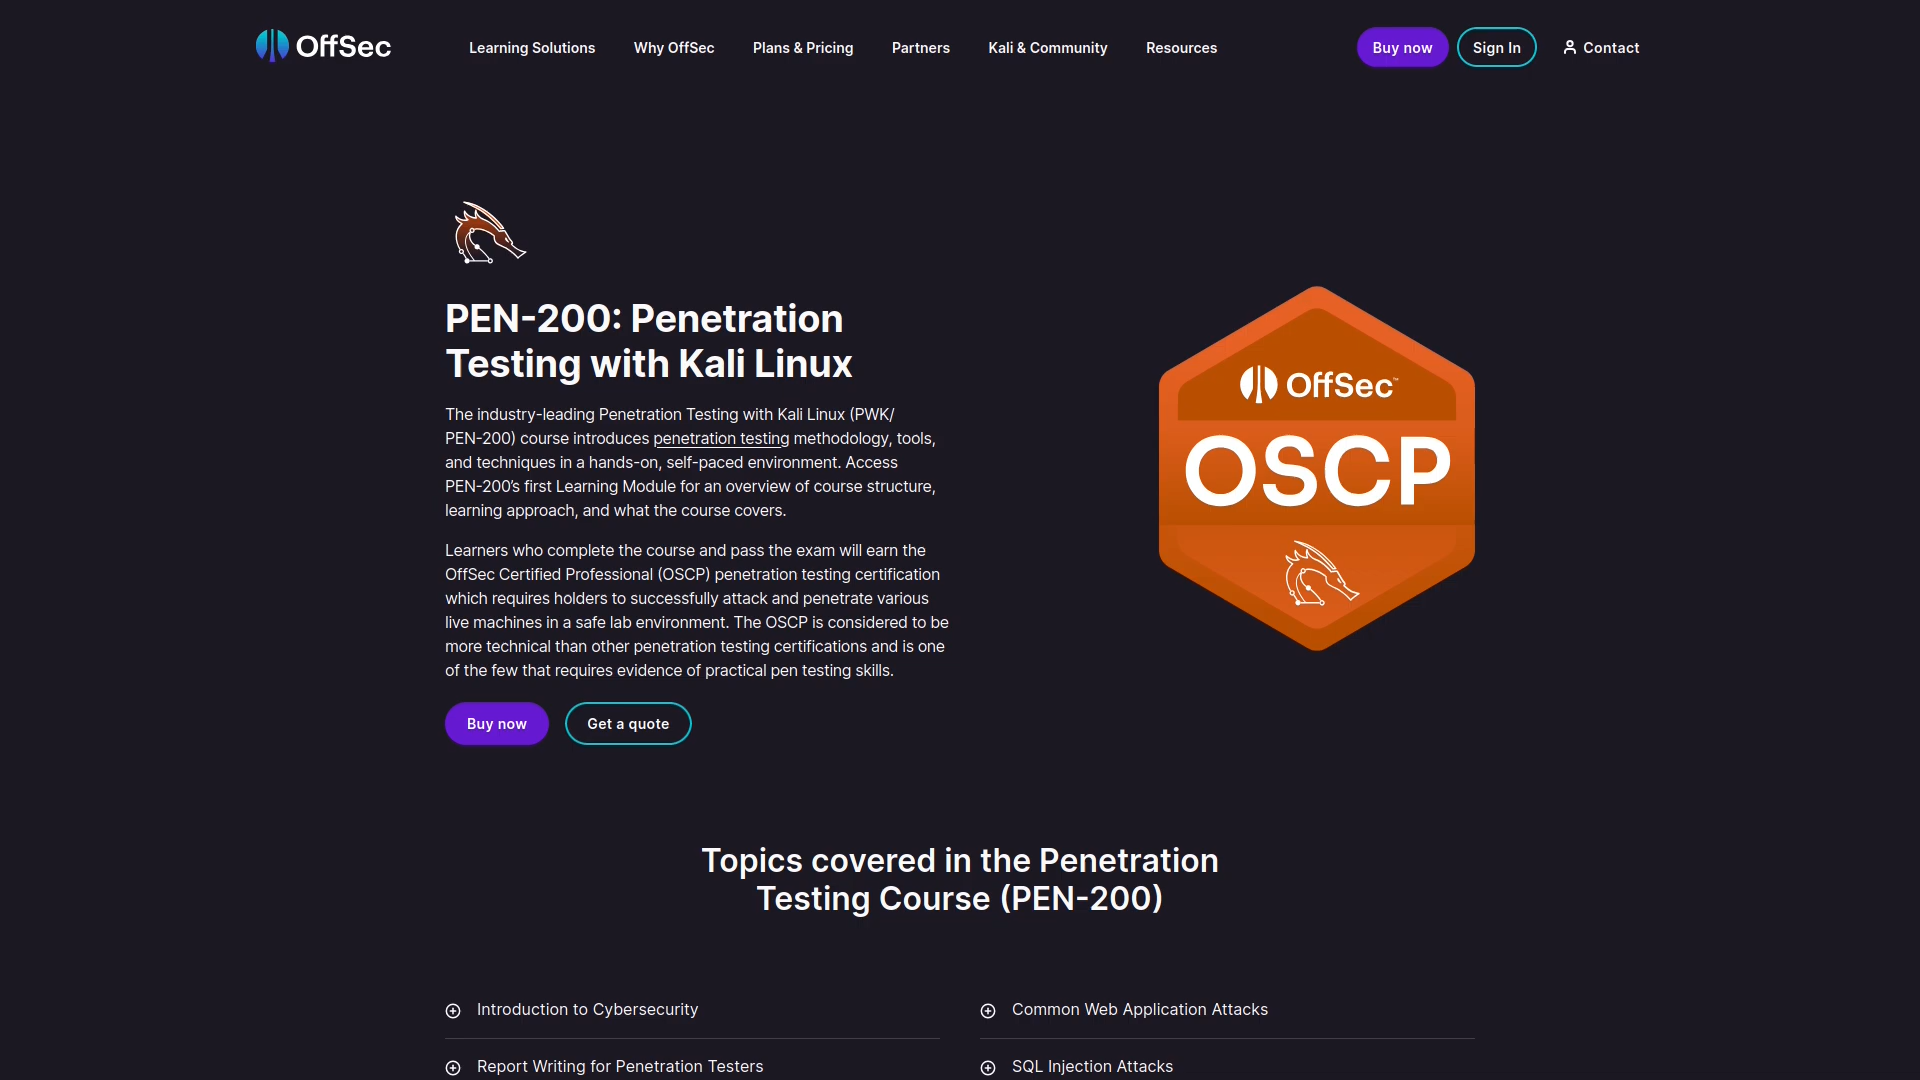 OffSec
Learning Solutions
Why OffSec
Plans & Pricing
Partners
Kali & Community
Resources
Buy now
Sign In
Contact
PEN-200: Penetration
Testing with Kali Linux
The industry-leading Penetration Testing with Kali Linux (PWK/
PEN-200) course introduces penetration testing methodology, tools,
and techniques in a hands-on, self-paced environment. Access
PEN-200’s first Learning Module for an overview of course structure,
learning approach, and what the course covers.
Learners who complete the course and pass the exam will earn the
OffSec Certified Professional (OSCP) penetration testing certification
which requires holders to successfully attack and penetrate various
live machines in a safe lab environment. The OSCP is considered to be
more technical than other penetration testing certifications and is one
of the few that requires evidence of practical pen testing skills.
Buy now
Get a quote
OffSec™
OSCP
Topics covered in the Penetration
Testing Course (PEN-200)
Introduction to Cybersecurity
Common Web Application Attacks
Report Writing for Penetration Testers
SQL Injection Attacks